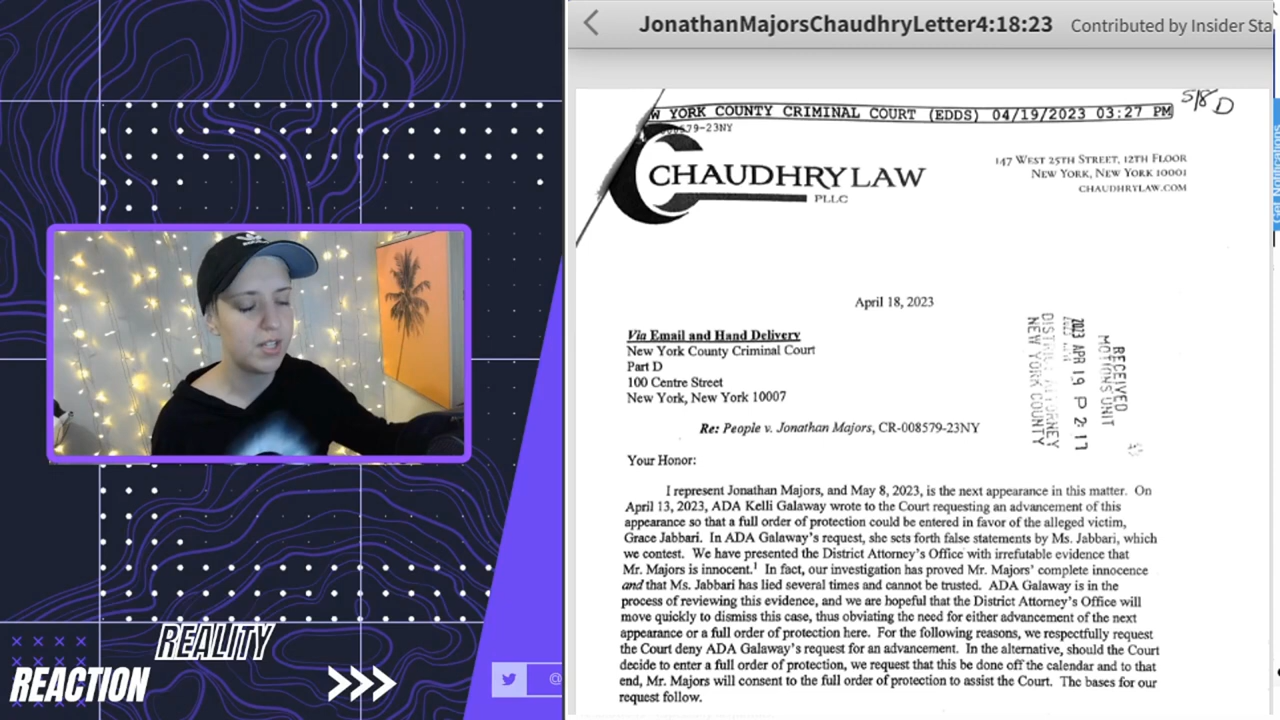 JonathanMajorsChaudhryLetter4:18:23
Contributed by Insider Sta
W YORK COUNTY CRIMINAL COURT (EDDS) 04/19/2023 03:27 PM
5/8 D
579-23NY
CHAUDHRYLAW
PLLC
147 WEST 25TH STREET, 12TH FLOOR
NEW YORK, NEW YORK 10001
CHAUDHRYLAW.COM
April 18, 2023
Via Email and Hand Delivery
New York County Criminal Court
Part D
100 Centre Street
New York, New York 10007
RECEIVED
MOTIONS UNIT
2023 APR 19 P 2:17
DISTRICT ATTORNEY
NEW YORK COUNTY
Re: People v. Jonathan Majors, CR-008579-23NY
Your Honor:
I represent Jonathan Majors, and May 8, 2023, is the next appearance in this matter. On
April 13, 2023, ADA Kelli Galaway wrote to the Court requesting an advancement of this
appearance so that a full order of protection could be entered in favor of the alleged victim,
Grace Jabbari. In ADA Galaway's request, she sets forth false statements by Ms. Jabbari, which
we contest. We have presented the District Attorney's Office with irrefutable evidence that
Mr. Majors is innocent.¹ In fact, our investigation has proved Mr. Majors' complete innocence
and that Ms. Jabbari has lied several times and cannot be trusted. ADA Galaway is in the
process of reviewing this evidence, and we are hopeful that the District Attorney's Office will
move quickly to dismiss this case, thus obviating the need for either advancement of the next
appearance or a full order of protection here. For the following reasons, we respectfully request
the Court deny ADA Galaway's request for an advancement. In the alternative, should the Court
decide to enter a full order of protection, we request that this be done off the calendar and to that
end, Mr. Majors will consent to the full order of protection to assist the Court. The bases for our
request follow.
REALITY
REACTION
@